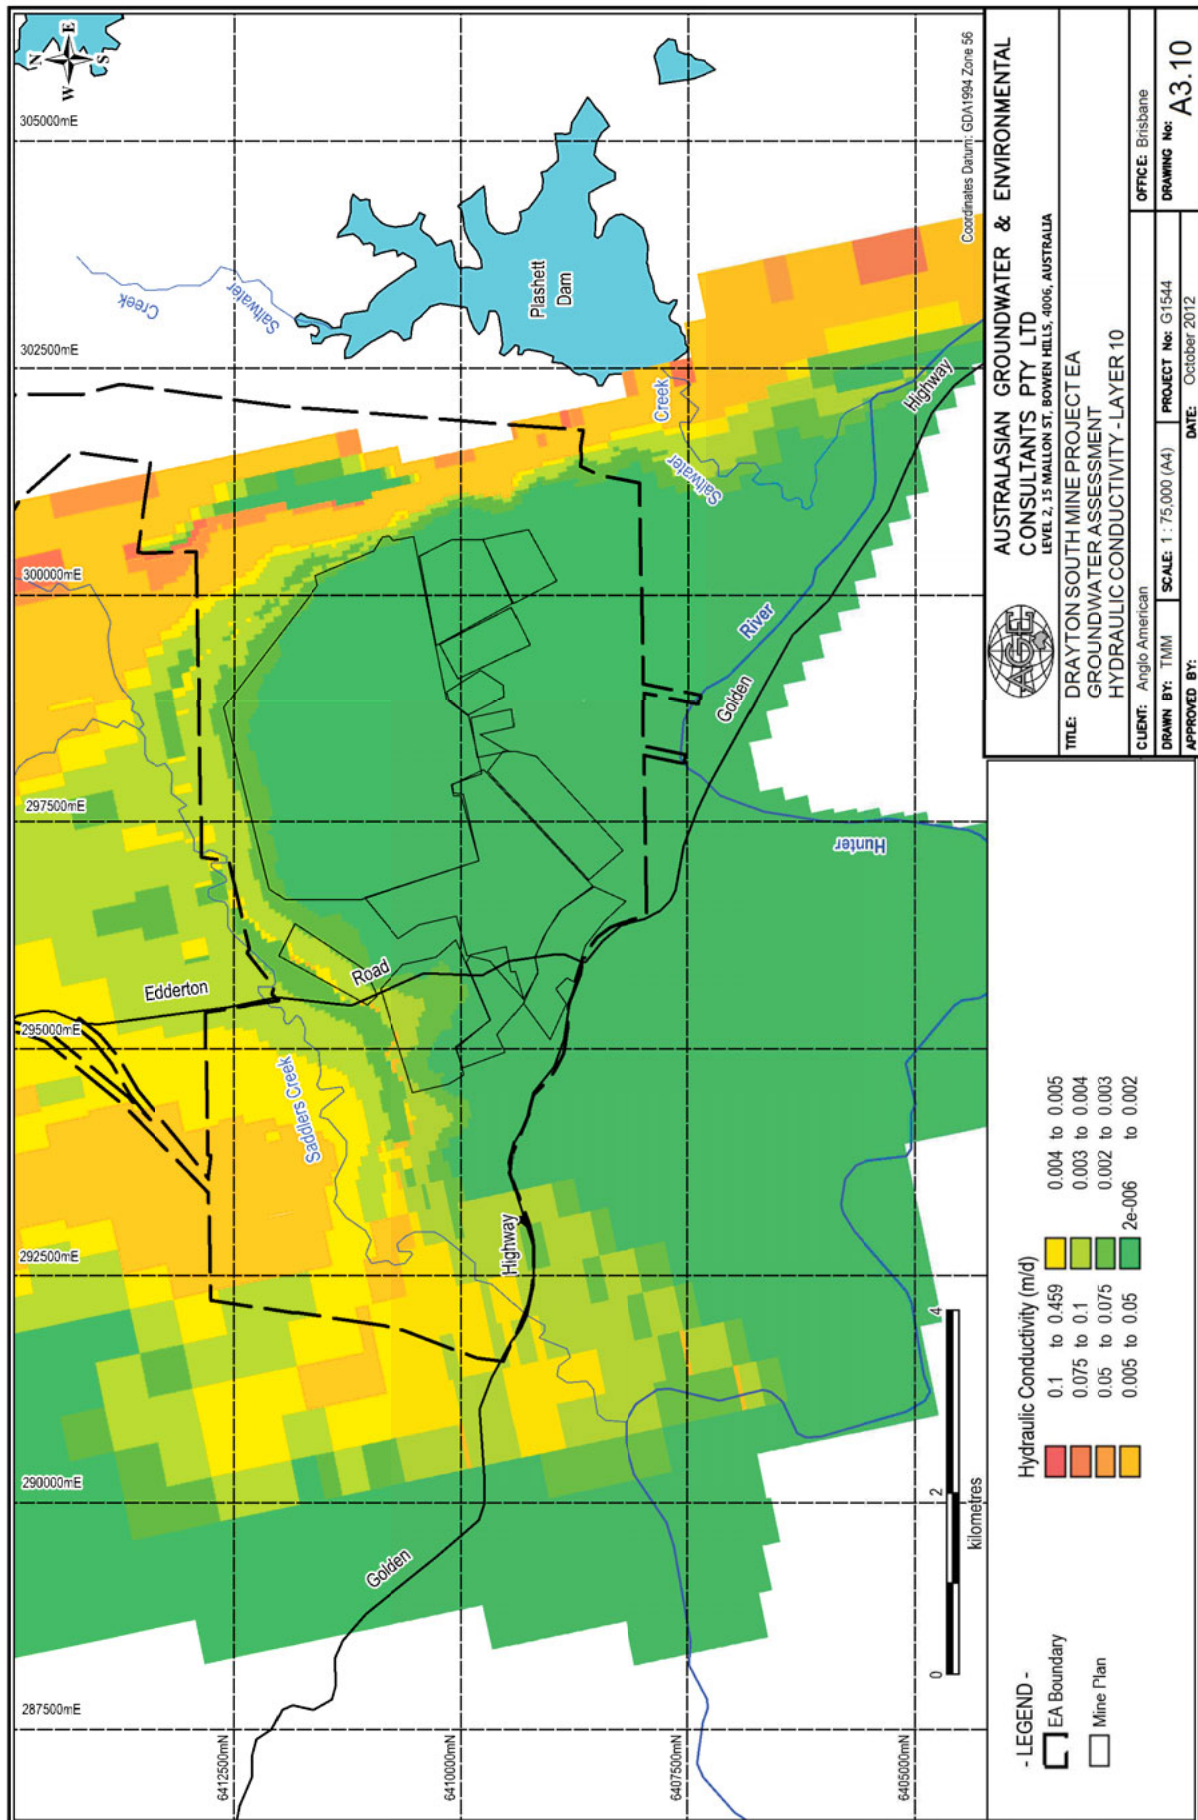 N
E
S
W
287500mE
290000mE
292500mE
295000mE
297500mE
300000mE
302500mE
305000mE
6412500mN
6410000mN
6407500mN
6405000mN
Edderton
Road
Saddlers Creek
Saltwater
Creek
Plashett
Dam
Creek
Saltwater
Highway
River
Golden
Hunter
Highway
Golden
Coordinates Datum: GDA1994 Zone 56
0
2
4
kilometres
- LEGEND -
EA Boundary
Mine Plan
Hydraulic Conductivity (m/d)
0.1 to 0.459
0.075 to 0.1
0.05 to 0.075
0.005 to 0.05
0.004 to 0.005
0.003 to 0.004
0.002 to 0.003
2e-006 to 0.002
AGE
AUSTRALASIAN GROUNDWATER & ENVIRONMENTAL
CONSULTANTS PTY LTD
LEVEL 2, 15 MALLON ST, BOWEN HILLS, 4006, AUSTRALIA
TITLE: DRAYTON SOUTH MINE PROJECT EA
GROUNDWATER ASSESSMENT
HYDRAULIC CONDUCTIVITY - LAYER 10
CLIENT: Anglo American
OFFICE: Brisbane
DRAWN BY: TMM
SCALE: 1 : 75,000 (A4)
PROJECT No: G1544
DRAWING No:
A3.10
APPROVED BY:
DATE: October 2012